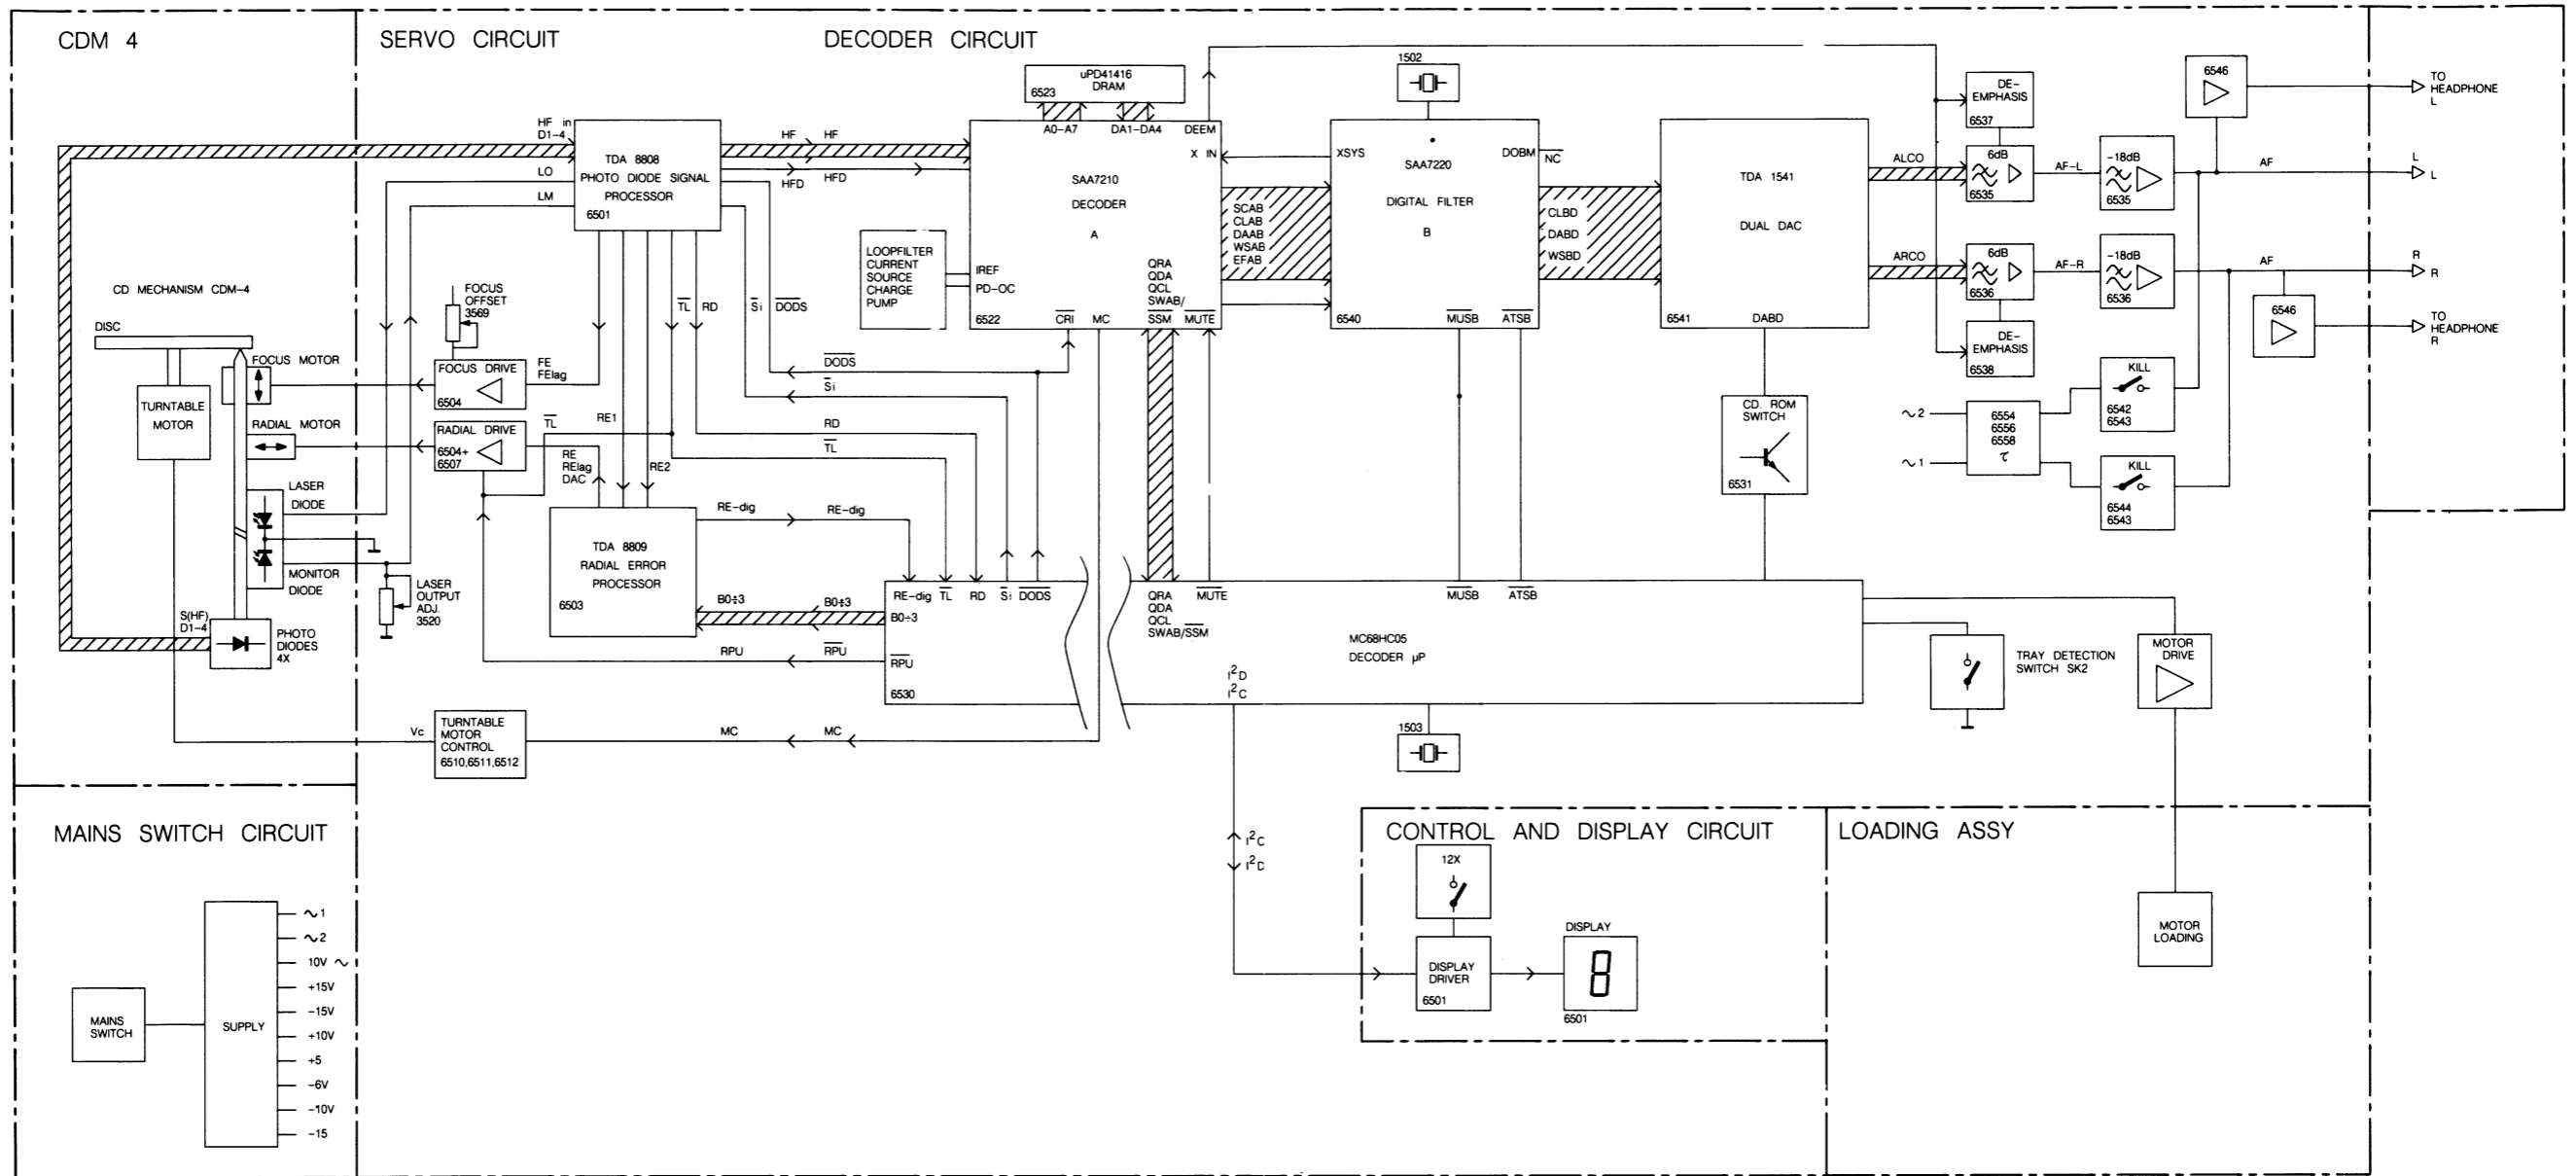 CDM 4
SERVO CIRCUIT
DECODER CIRCUIT
CD MECHANISM CDM-4
DISC
FOCUS MOTOR
TURNTABLE
MOTOR
RADIAL MOTOR
LASER
DIODE
MONITOR
DIODE
S(HF)
D1-4
PHOTO
DIODES
4X
LASER
OUTPUT
ADJ.
3520
HF in
D1-4
LO
LM
TDA 8808
PHOTO DIODE SIGNAL
PROCESSOR
6501
HF
HF
HFD
HFD
FOCUS
OFFSET
3569
FOCUS DRIVE
6504
FE
FElag
RADIAL DRIVE
6504+
6507
TL
RE1
RE
RElag
DAC
RE2
TL
RD
Si
DODS
DODS
Si
RD
TL
TDA 8809
RADIAL ERROR
PROCESSOR
6503
RE-dig
RE-dig
B0÷3
B0÷3
RPU
RPU
TURNTABLE
MOTOR
CONTROL
6510,6511,6512
Vc
MC
MC
uPD41416
DRAM
6523
A0-A7
DA1-DA4
DEEM
X IN
SAA7210
DECODER
A
QRA
QDA
QCL
SWAB/
SSM
MUTE
IREF
PD-OC
CRI
MC
6522
LOOPFILTER
CURRENT
SOURCE
CHARGE
PUMP
SCAB
CLAB
DAAB
WSAB
EFAB
1502
XSYS
SAA7220
DOBM
NC
DIGITAL FILTER
B
6540
MUSB
ATSB
CLBD
DABD
WSBD
TDA 1541
DUAL DAC
6541
DABD
CD. ROM
SWITCH
6531
ALCO
ARCO
DE-
EMPHASIS
6537
6dB
6535
AF-L
-18dB
6535
6dB
6536
AF-R
-18dB
6536
DE-
EMPHASIS
6538
6546
AF
AF
6546
TO
HEADPHONE
L
L
L
R
R
TO
HEADPHONE
R
KILL
6542
6543
KILL
6544
6543
∿2
∿1
6554
6556
6558
τ
RE-dig
TL
RD
Si
DODS
B0÷3
RPU
6530
QRA
QDA
QCL
SWAB/SSM
MUTE
MUSB
ATSB
MC68HC05
DECODER µP
I²D
I²C
1503
I²C
I²D
TRAY DETECTION
SWITCH SK2
MOTOR
DRIVE
MAINS SWITCH CIRCUIT
MAINS
SWITCH
SUPPLY
∿1
∿2
10V ∿
+15V
-15V
+10V
+5
-6V
-10V
-15
CONTROL AND DISPLAY CIRCUIT
12X
DISPLAY
DRIVER
6501
DISPLAY
8
6501
LOADING ASSY
MOTOR
LOADING